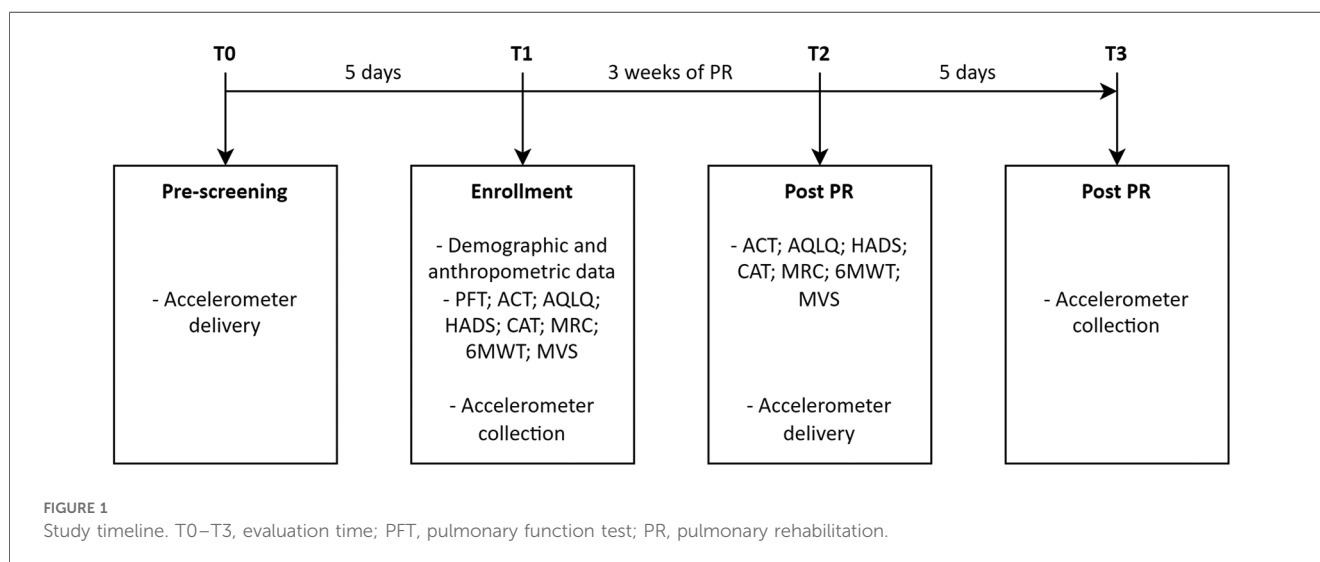 T0
T1
T2
T3
5 days
3 weeks of PR
5 days
Pre-screening
- Accelerometer
delivery
Enrollment
- Demographic and
anthropometric data
- PFT; ACT; AQLQ;
HADS; CAT; MRC;
6MWT; MVS
- Accelerometer
collection
Post PR
- ACT; AQLQ; HADS;
CAT; MRC; 6MWT;
MVS
- Accelerometer
delivery
Post PR
- Accelerometer
collection
FIGURE 1
Study timeline. T0–T3, evaluation time; PFT, pulmonary function test; PR, pulmonary rehabilitation.